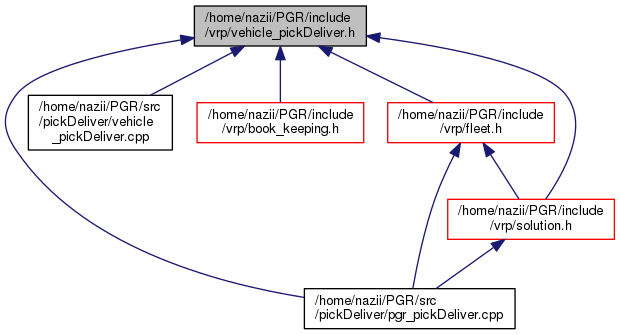 /home/nazii/PGR/include
/vrp/vehicle_pickDeliver.h
/home/nazii/PGR/src
/pickDeliver/vehicle
_pickDeliver.cpp
/home/nazii/PGR/include
/vrp/book_keeping.h
/home/nazii/PGR/include
/vrp/fleet.h
/home/nazii/PGR/include
/vrp/solution.h
/home/nazii/PGR/src
/pickDeliver/pgr_pickDeliver.cpp